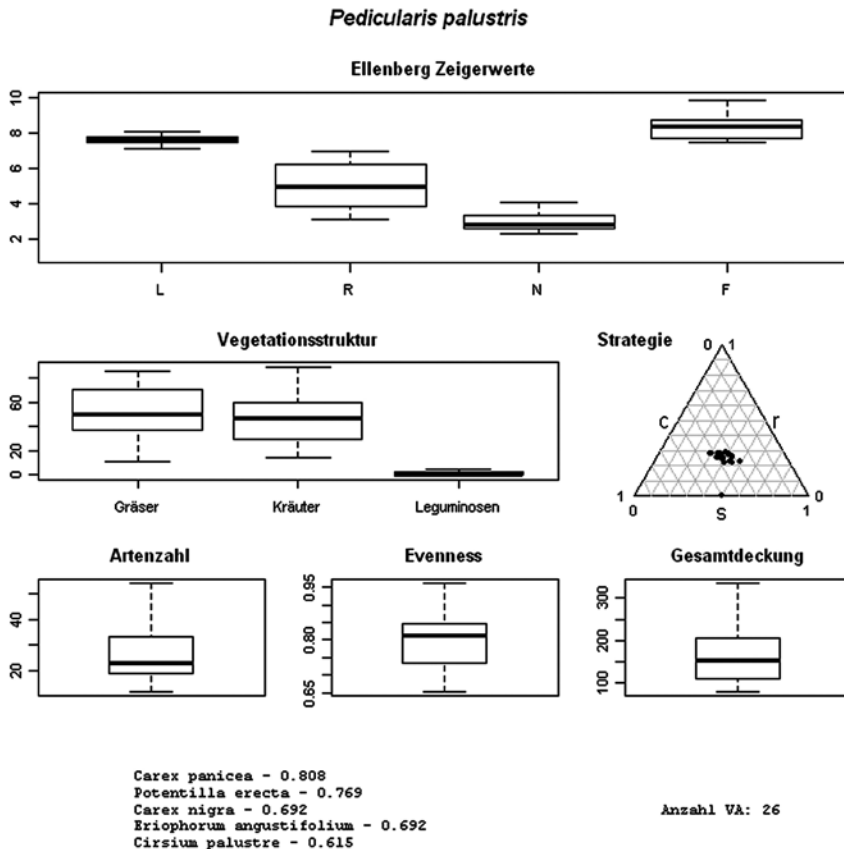 Pedicularis palustris
Ellenberg Zeigerwerte
10
8
6
4
2
L R N F
Vegetationsstruktur
60
20
0
Gräser Kräuter Leguminosen
Strategie
0 1
c r
1 0
0 s 1
Artenzahl
40
20
Evenness
0.95
0.80
0.65
Gesamtdeckung
300
200
100
Carex panicea - 0.808
Potentilla erecta - 0.769
Carex nigra - 0.692
Eriophorum angustifolium - 0.692
Cirsium palustre - 0.615
Anzahl VA: 26